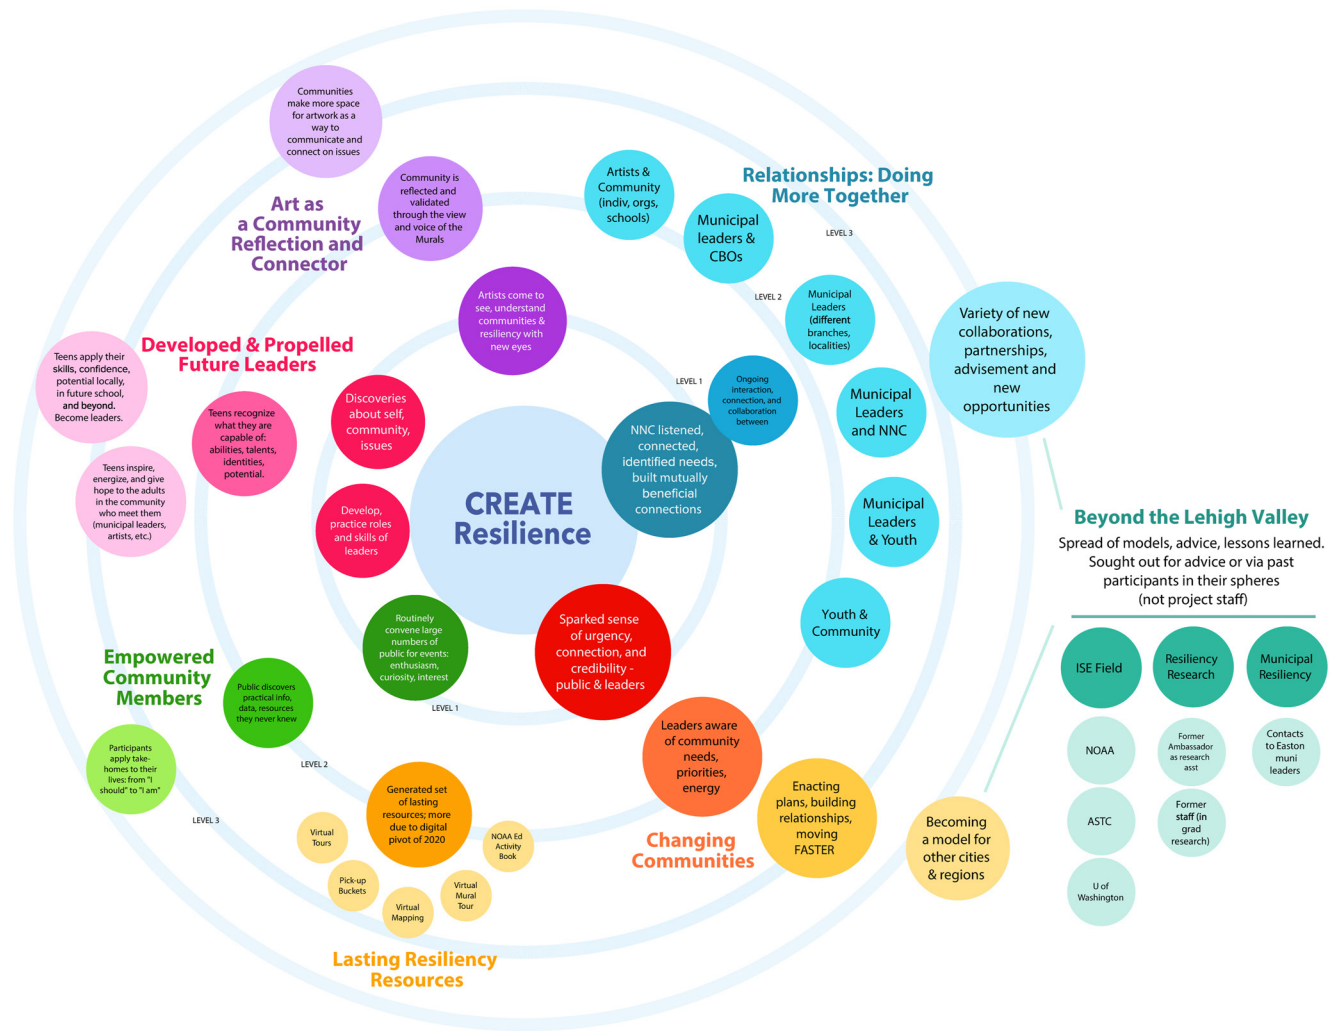 Communities
make more space
for artwork as a
way to
communicate and
connect on issues
Community is
reflected and
validated
through the view
and voice of the
Murals
Art as
a Community
Reflection and
Connector
Artists come to
see, understand
communities &
resiliency with
new eyes
Artists &
Community
(indiv, orgs,
schools)
Municipal
leaders &
CBOs
Relationships: Doing
More Together
LEVEL 3
LEVEL 2
Municipal
Leaders
(different
branches,
localities)
Variety of new
collaborations,
partnerships,
advisement and
new
opportunities
LEVEL 1
Ongoing
interaction,
connection, and
collaboration
between
Municipal
Leaders
and NNC
NNC listened,
connected,
identified needs,
built mutually
beneficial
connections
Municipal
Leaders
& Youth
Youth &
Community
Developed & Propelled
Future Leaders
Teens apply their
skills, confidence,
potential locally,
in future school,
and beyond.
Become leaders.
Teens recognize
what they are
capable of:
abilities, talents,
identities,
potential.
Discoveries
about self,
community,
issues
Teens inspire,
energize, and give
hope to the adults
in the community
who meet them
(municipal leaders,
artists, etc.)
Develop,
practice roles
and skills of
leaders
CREATE
Resilience
Routinely
convene large
numbers of
public for events:
enthusiasm,
curiosity, interest
LEVEL 1
Sparked sense
of urgency,
connection, and
credibility -
public & leaders
Empowered
Community
Members
Public discovers
practical info,
data, resources
they never knew
LEVEL 2
Participants
apply take-
homes to their
lives: from "I
should" to "I am"
LEVEL 3
Generated set
of lasting
resources; more
due to digital
pivot of 2020
Virtual
Tours
Pick-up
Buckets
Virtual
Mapping
Virtual
Mural
Tour
NOAA Ed
Activity
Book
Lasting Resiliency
Resources
Leaders aware
of community
needs,
priorities,
energy
Changing
Communities
Enacting
plans, building
relationships,
moving
FASTER
Becoming
a model for
other cities
& regions
Beyond the Lehigh Valley
Spread of models, advice, lessons learned.
Sought out for advice or via past
participants in their spheres
(not project staff)
ISE Field
Resiliency
Research
Municipal
Resiliency
NOAA
Former
Ambassador
as research
asst
Contacts
to Easton
muni
leaders
ASTC
Former
staff (in
grad
research)
U of
Washington